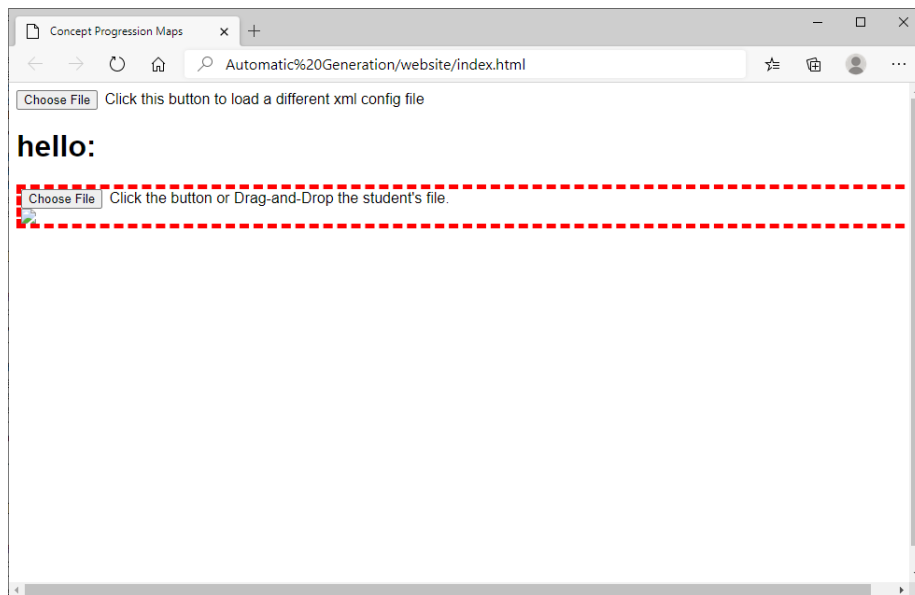 Concept Progression Maps
Automatic%20Generation/website/index.html
Choose File Click this button to load a different xml config file
hello:
Choose File Click the button or Drag-and-Drop the student's file.